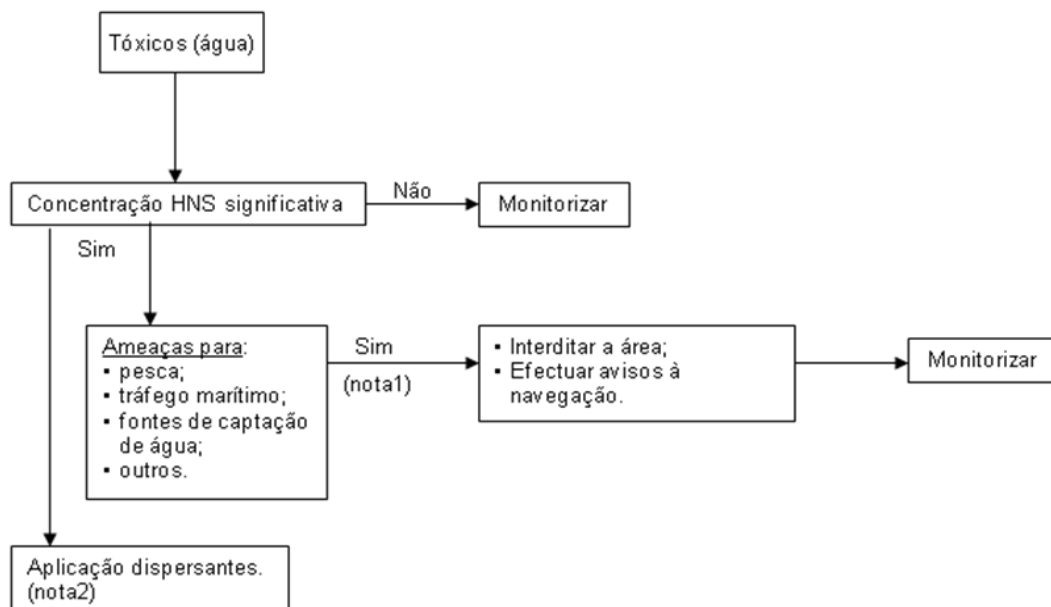 Tóxicos (água)
Concentração HNS significativa
Não
Monitorizar
Sim
Ameaças para:
▪ pesca;
▪ tráfego marítimo;
▪ fontes de captação
de água;
▪ outros.
Sim
(nota1)
▪ Interditar a área;
▪ Efectuar avisos à
navegação.
Monitorizar
Aplicação dispersantes.
(nota2)